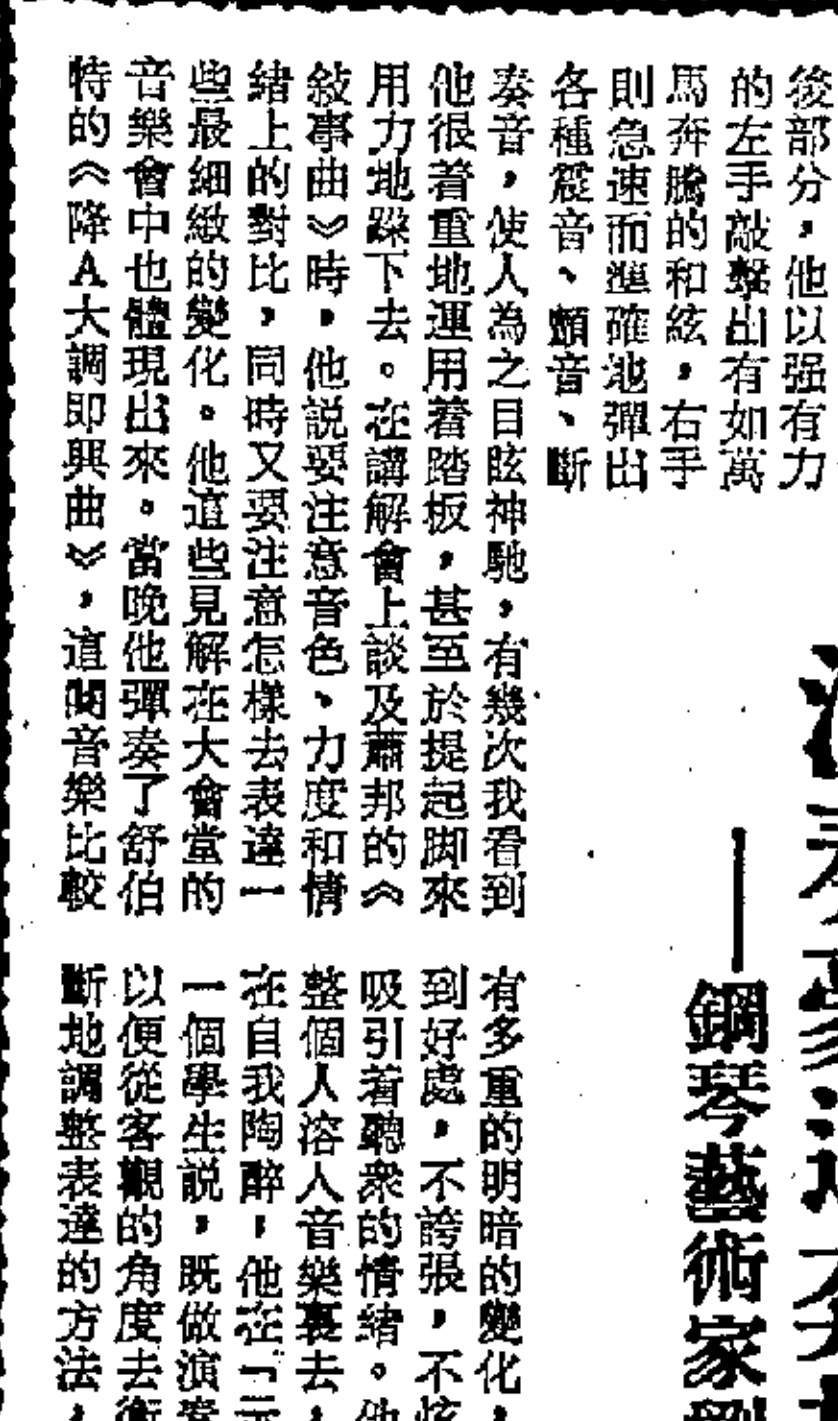 後部分，他以强有力
的左手敲擊出有如萬
馬奔騰的和絃，右手
則急速而準確地彈出
各種震音、顫音、斷
奏音，使人為之目眩神馳，有幾次我看到
他很着重地運用着踏板，甚至於提起脚來
用力地跺下去。在講解會上談及蕭邦的《
敍事曲》時，他説要注意音色、力度和情
緒上的對比，同時又要注意怎樣去表達一
些最細緻的變化。他這些見解在大會堂的
音樂會中也體現出來。當晚他彈奏了舒伯
特的《降A大調即興曲》，這闋音樂比較
——鋼琴藝術家
有多重的明暗的變化，
到好處，不誇張，不炫
吸引着聽衆的情緒。他
整個人溶人音樂裏去，
在自我陶醉，他在「示
一個學生説，既做演奏
以便從客觀的角度去衡
斷地調整表達的方法，